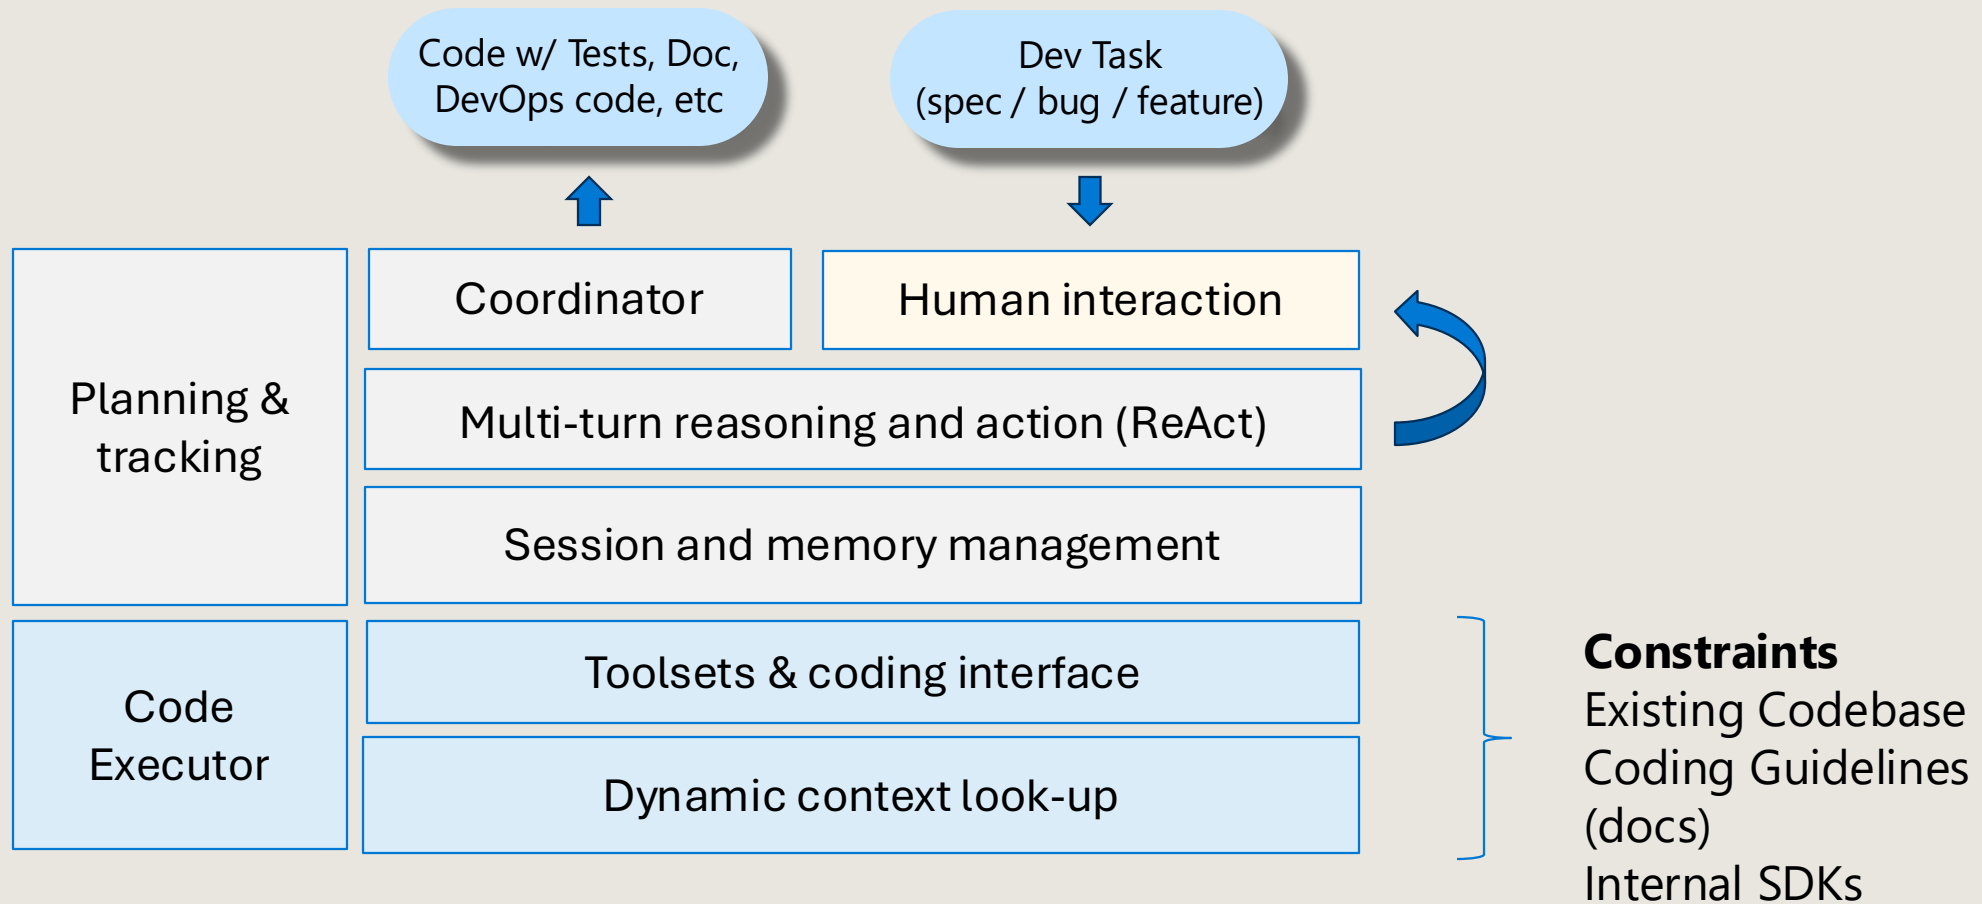 Code w/ Tests, Doc,
DevOps code, etc
Dev Task
(spec / bug / feature)
Planning &
tracking
Coordinator
Human interaction
Multi-turn reasoning and action (ReAct)
Session and memory management
Code
Executor
Toolsets & coding interface
Dynamic context look-up
Constraints
Existing Codebase
Coding Guidelines
(docs)
Internal SDKs